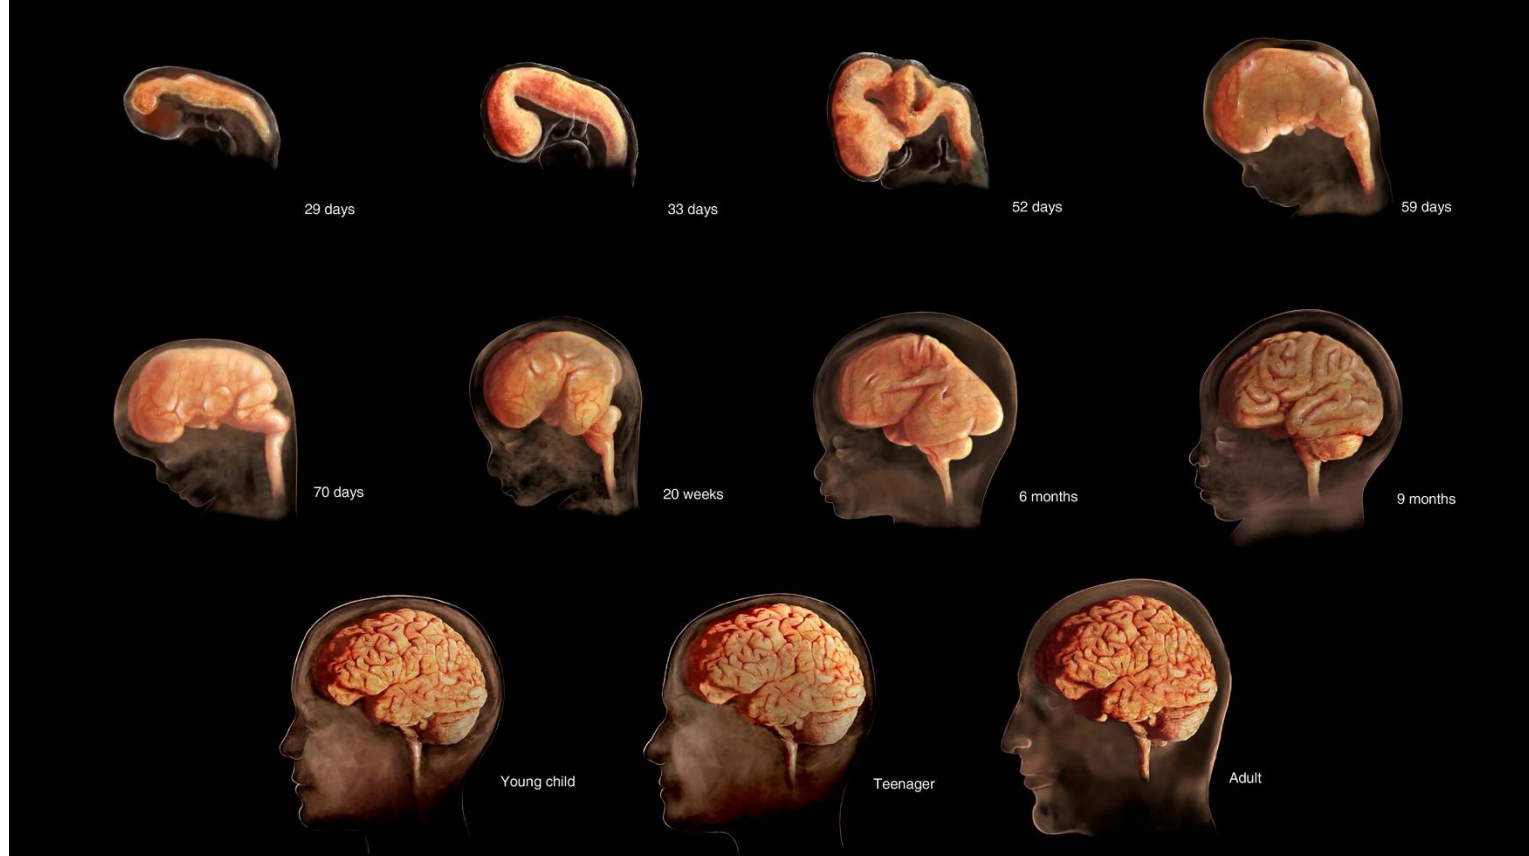 29 days
33 days
52 days
59 days
70 days
20 weeks
6 months
9 months
Young child
Teenager
Adult